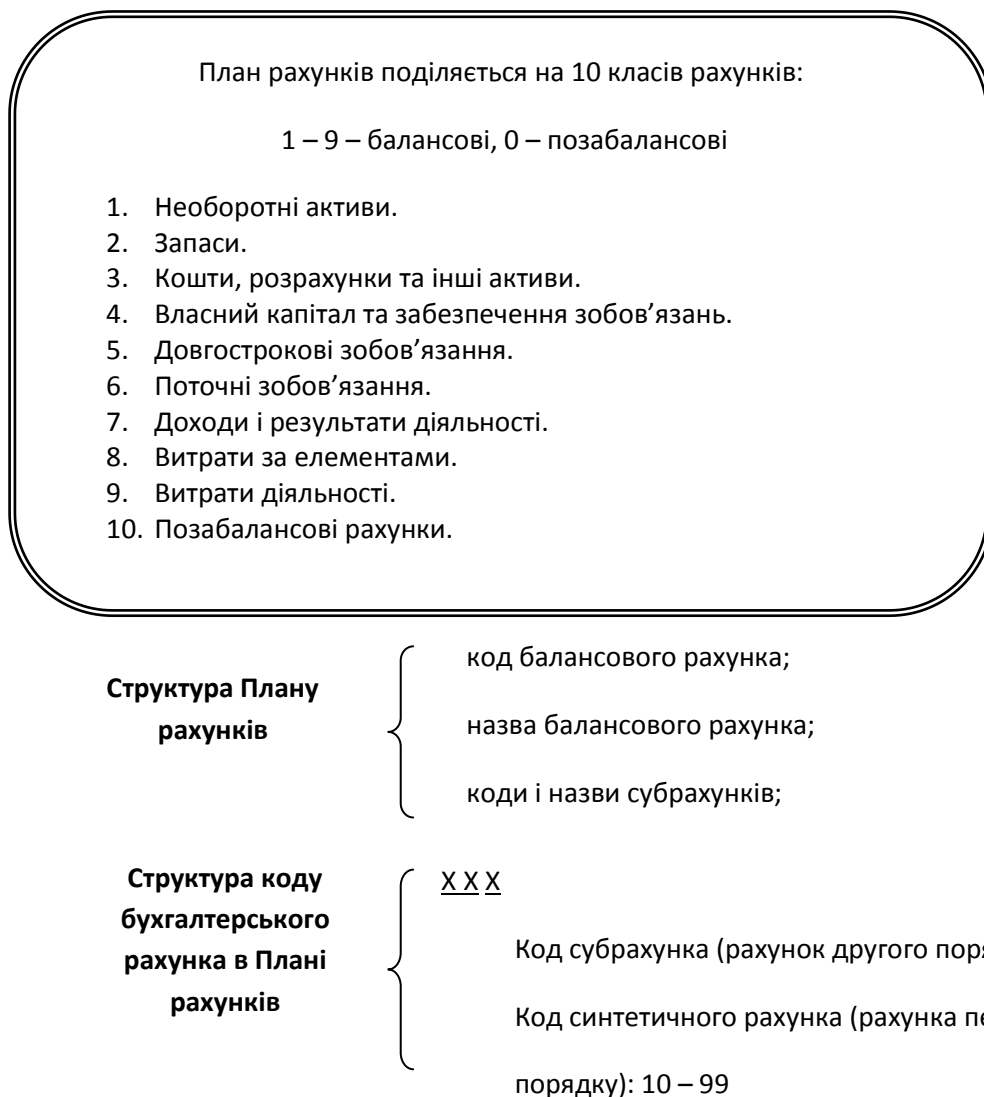 План рахунків поділяється на 10 класів рахунків:
1 – 9 – балансові, 0 – позабалансові
1. Необоротні активи.
2. Запаси.
3. Кошти, розрахунки та інші активи.
4. Власний капітал та забезпечення зобов’язань.
5. Довгострокові зобов’язання.
6. Поточні зобов’язання.
7. Доходи і результати діяльності.
8. Витрати за елементами.
9. Витрати діяльності.
10. Позабалансові рахунки.
Структура Плану
рахунків
код балансового рахунка;
назва балансового рахунка;
коди і назви субрахунків;
Структура коду
бухгалтерського
рахунка в Плані
рахунків
X X X
Код субрахунка (рахунок другого
Код синтетичного рахунка (рахунка
порядку): 10 – 99